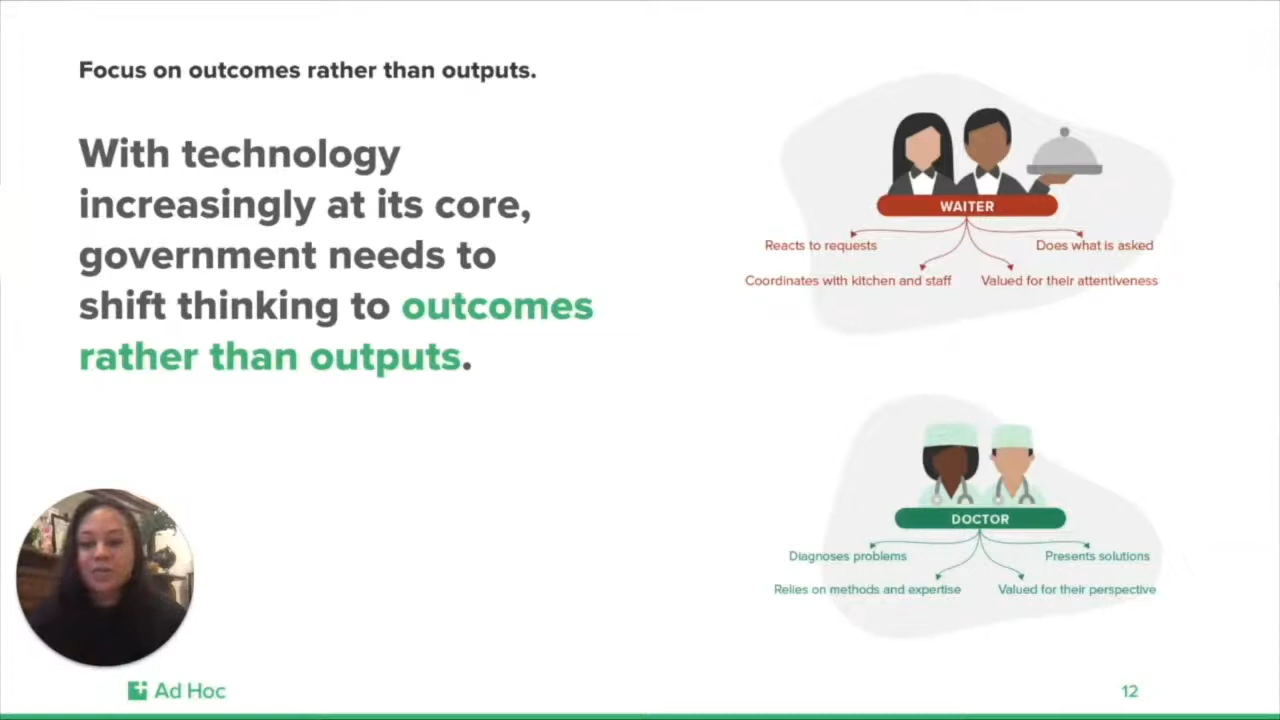 Focus on outcomes rather than outputs.
With technology
increasingly at its core,
government needs to
shift thinking to outcomes
rather than outputs.
WAITER
Reacts to requests
Does what is asked
Coordinates with kitchen and staff
Valued for their attentiveness
DOCTOR
Diagnoses problems
Presents solutions
Relies on methods and expertise
Valued for their perspective
Ad Hoc
12